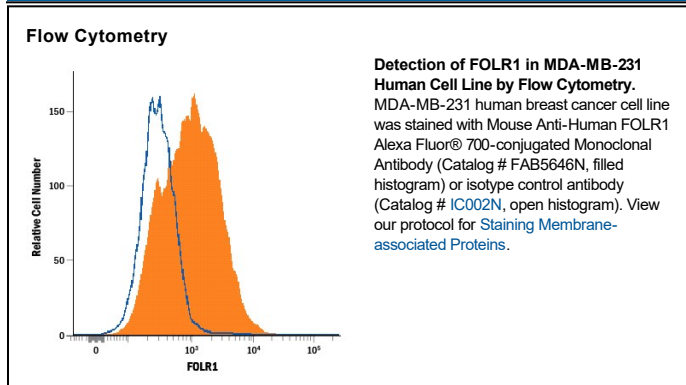 Flow Cytometry
Detection of FOLR1 in MDA-MB-231
Human Cell Line by Flow Cytometry.
MDA-MB-231 human breast cancer cell line
was stained with Mouse Anti-Human FOLR1
Alexa Fluor® 700-conjugated Monoclonal
Antibody (Catalog # FAB5646N, filled
histogram) or isotype control antibody
(Catalog # IC002N, open histogram). View
our protocol for Staining Membrane-
associated Proteins.
Relative Cell Number
150
100
50
0
0 10³ 10⁴ 10⁵
FOLR1